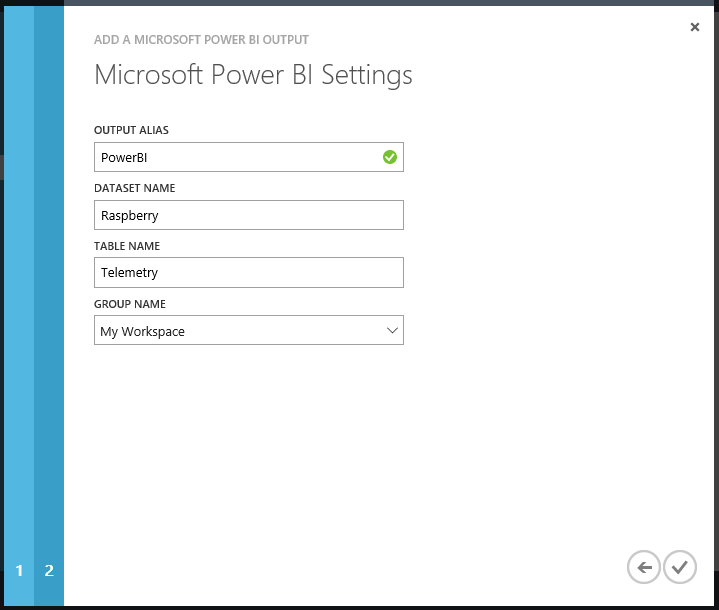 ADD A MICROSOFT POWER BI OUTPUT
Microsoft Power BI Settings
OUTPUT ALIAS
PowerBI
DATASET NAME
Raspberry
TABLE NAME
Telemetry
GROUP NAME
My Workspace
1 2